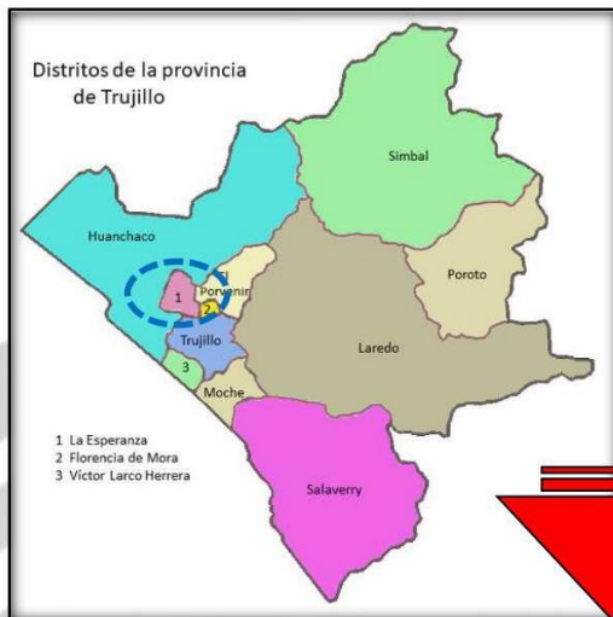 Distritos de la provincia
de Trujillo
Simbal
Huanchaco
Poroto
El
Porvenir
1
2
Trujillo
Laredo
3
Moche
1 La Esperanza
2 Florencia de Mora
3 Víctor Larco Herrera
Salaverry